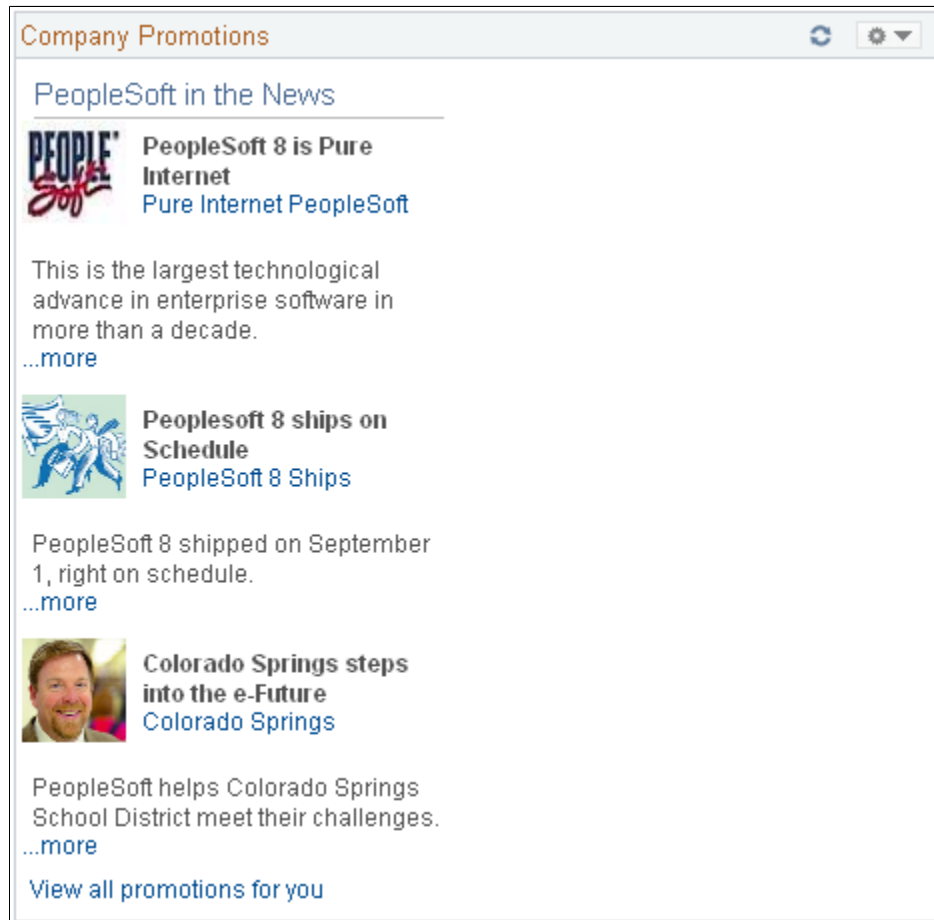 Company Promotions
PeopleSoft in the News
PEOPLE
Soft
PeopleSoft 8 is Pure
Internet
Pure Internet PeopleSoft
This is the largest technological
advance in enterprise software in
more than a decade.
...more
Peoplesoft 8 ships on
Schedule
PeopleSoft 8 Ships
PeopleSoft 8 shipped on September
1, right on schedule.
...more
Colorado Springs steps
into the e-Future
Colorado Springs
PeopleSoft helps Colorado Springs
School District meet their challenges.
...more
View all promotions for you